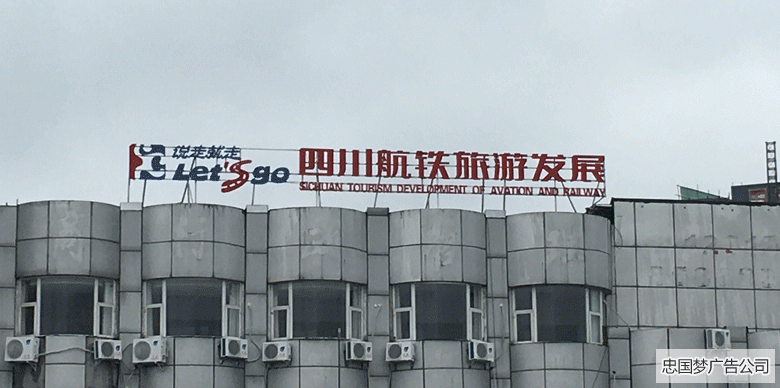 说走就走
Let's go
四川航铁旅游发展
SICHUAN TOURISM DEVELOPMENT OF AVATION AND RAILWAY
忠国梦广告公司